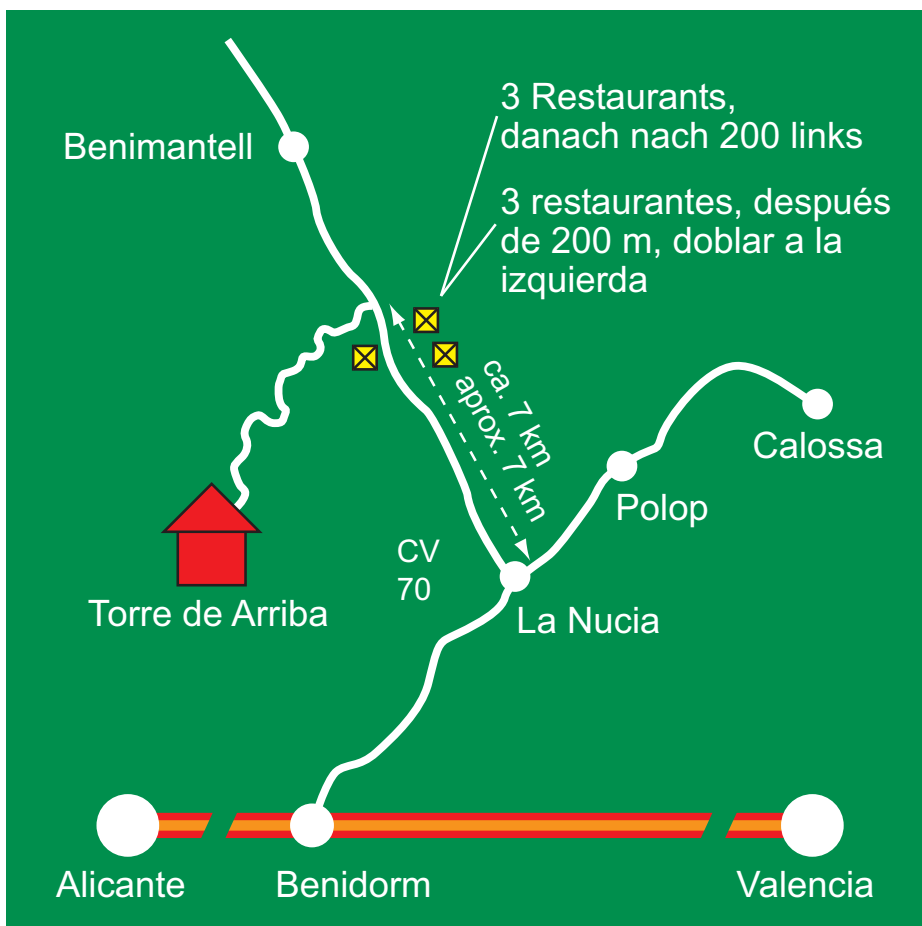 3 Restaurants,
danach nach 200 links
Benimantell
3 restaurantes, después
de 200 m, doblar a la
izquierda
ca. 7 km
aprox. 7 km
Calossa
Polop
CV
70
Torre de Arriba
La Nucia
Alicante
Benidorm
Valencia